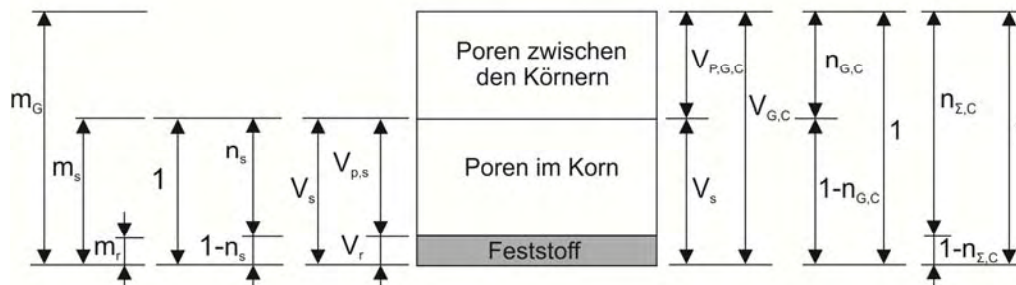 m_G
m_s
m_r
1
n_s
1-n_s
V_s
V_p,s
V_r
Poren zwischen
den Körnern
Poren im Korn
Feststoff
V_P,G,C
V_s
V_G,C
n_G,C
1-n_G,C
1
n_Σ,C
1-n_Σ,C